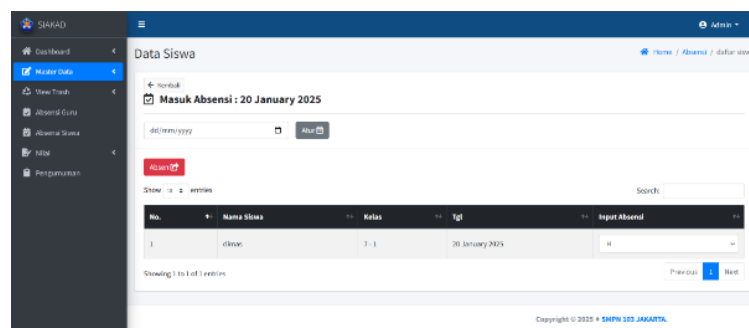 SIAKAD
Admin
Dashboard
Master Data
View Trash
Absensi Guru
Absensi Siswa
Nilai
Pengumuman
Data Siswa
Home / Absensi / daftar sisw
Kembali
Masuk Absensi : 20 January 2025
dd/mm/yyyy
Atur
Absen
Show 10 entries
Search:
No. Nama Siswa Kelas Tgl Input Absensi
1 dimas 7 - 1 20 January 2025 H
Showing 1 to 1 of 1 entries
Previous 1 Next
Copyright © 2025 • SMPN 103 JAKARTA.